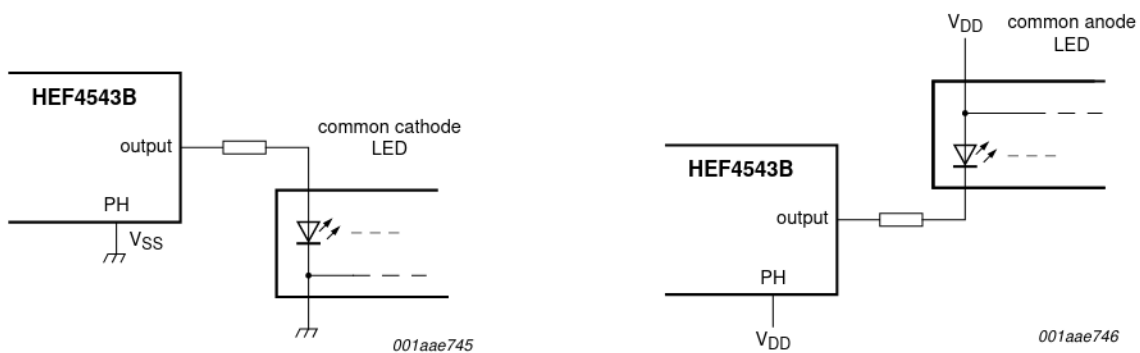 HEF4543B
output
common cathode
LED
PH
VSS
001aae745
VDD
common anode
LED
HEF4543B
output
PH
VDD
001aae746